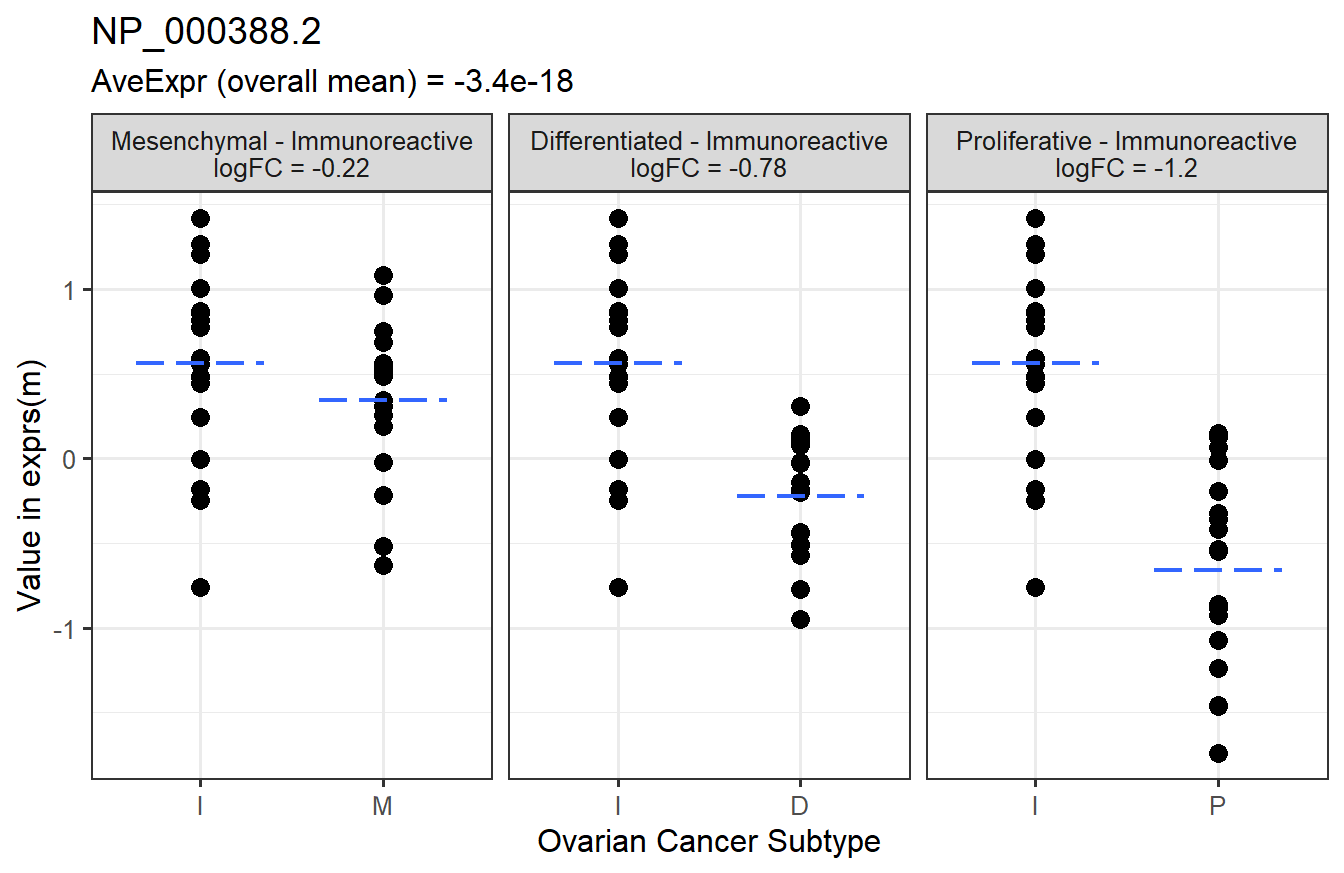 NP_000388.2
AveExpr (overall mean) = -3.4e-18
Mesenchymal - Immunoreactive
logFC = -0.22
Differentiated - Immunoreactive
logFC = -0.78
Proliferative - Immunoreactive
logFC = -1.2
Value in exprs(m)
1
0
-1
I
M
I
D
I
P
Ovarian Cancer Subtype